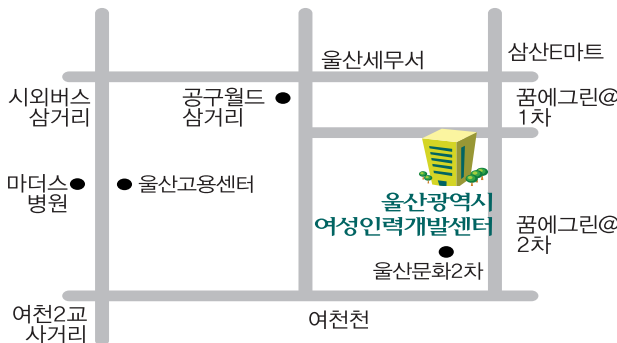 울산세무서
삼산E마트
시외버스
삼거리
공구월드
삼거리
꿈에그린@
1차
마더스
병원
울산고용센터
울산광역시
여성인력개발센터
꿈에그린@
2차
울산문화2차
여천2교
사거리
여천천